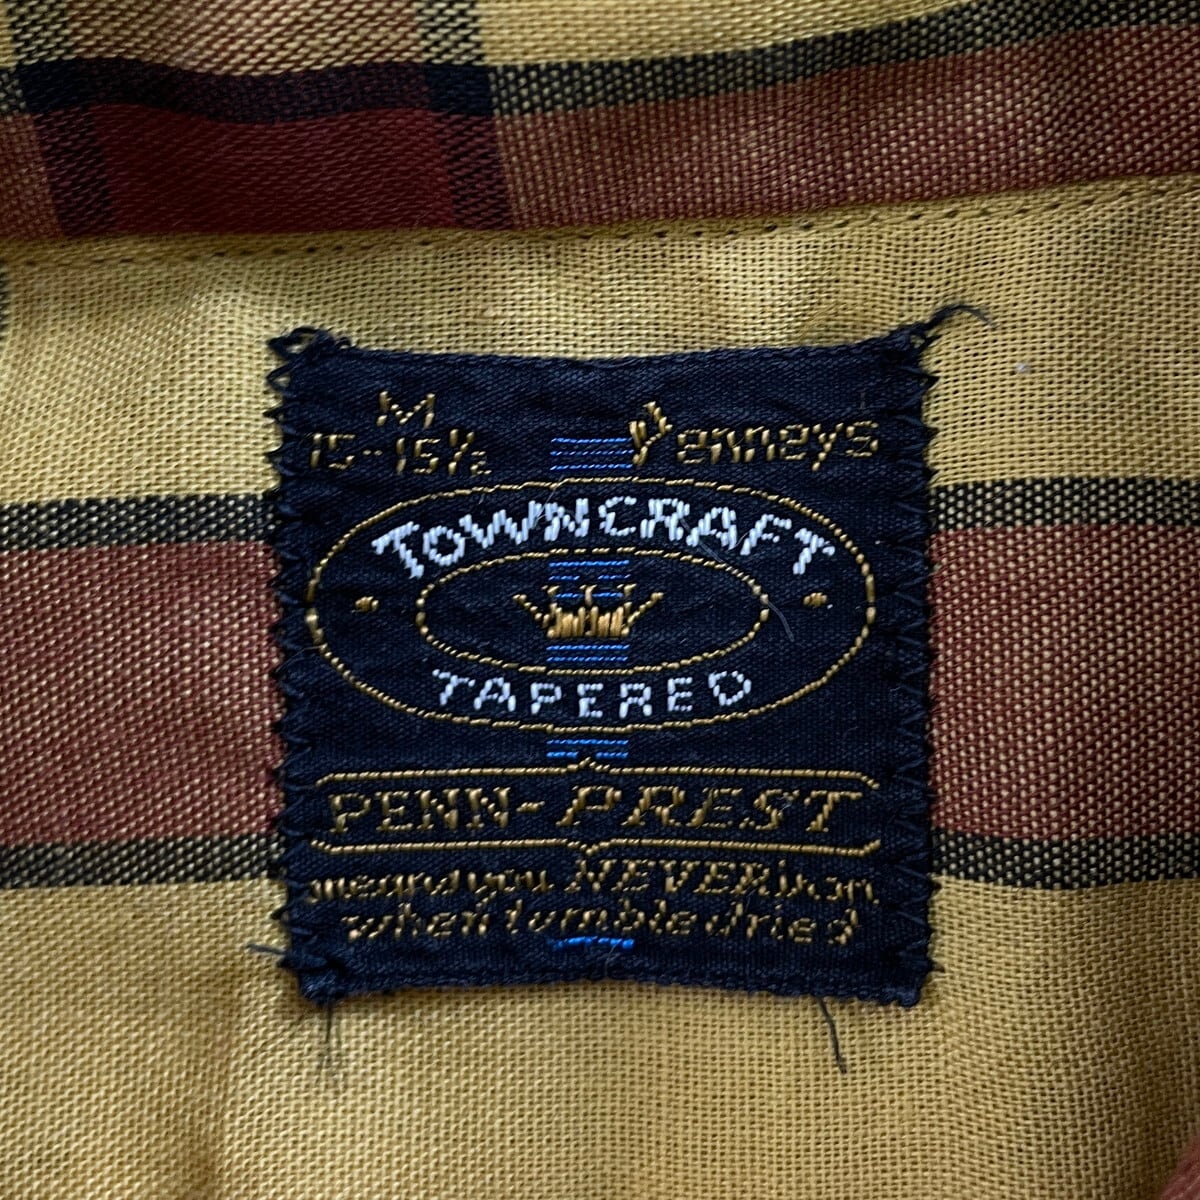 M
15-15½ Penneys
TOWNCRAFT
TAPERED
PENN-PREST
means you NEVER iron
when tumble dried